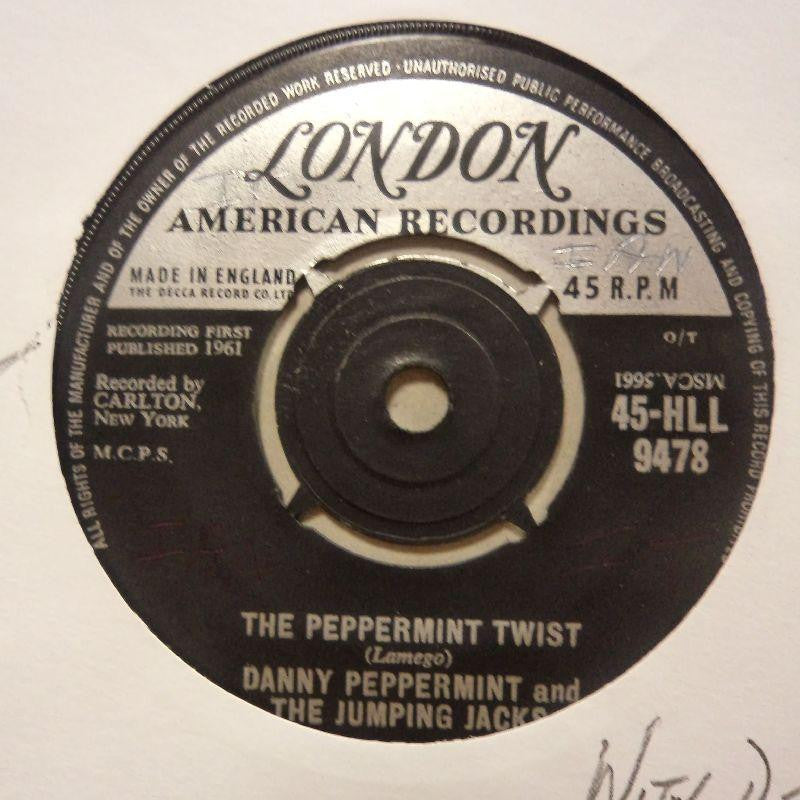 ALL RIGHTS OF THE MANUFACTURER AND OF THE OWNER OF THE RECORDED WORK RESERVED · UNAUTHORISED PUBLIC PERFORMANCE BROADCASTING AND COPYING OF THIS RECORD PROHIBITED
LONDON
AMERICAN RECORDINGS
MADE IN ENGLAND
THE DECCA RECORD CO. LTD
45 R.P.M
RECORDING FIRST
PUBLISHED 1961
O/T
Recorded by
CARLTON,
New York
M.C.P.S.
MSCA.5661
45-HLL
9478
THE PEPPERMINT TWIST
(Lamego)
DANNY PEPPERMINT and
THE JUMPING JACKS